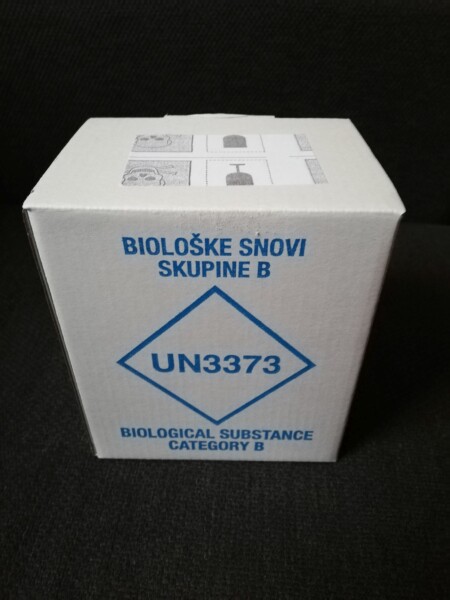 BIOLOŠKE SNOVI
SKUPINE B
UN3373
BIOLOGICAL SUBSTANCE
CATEGORY B